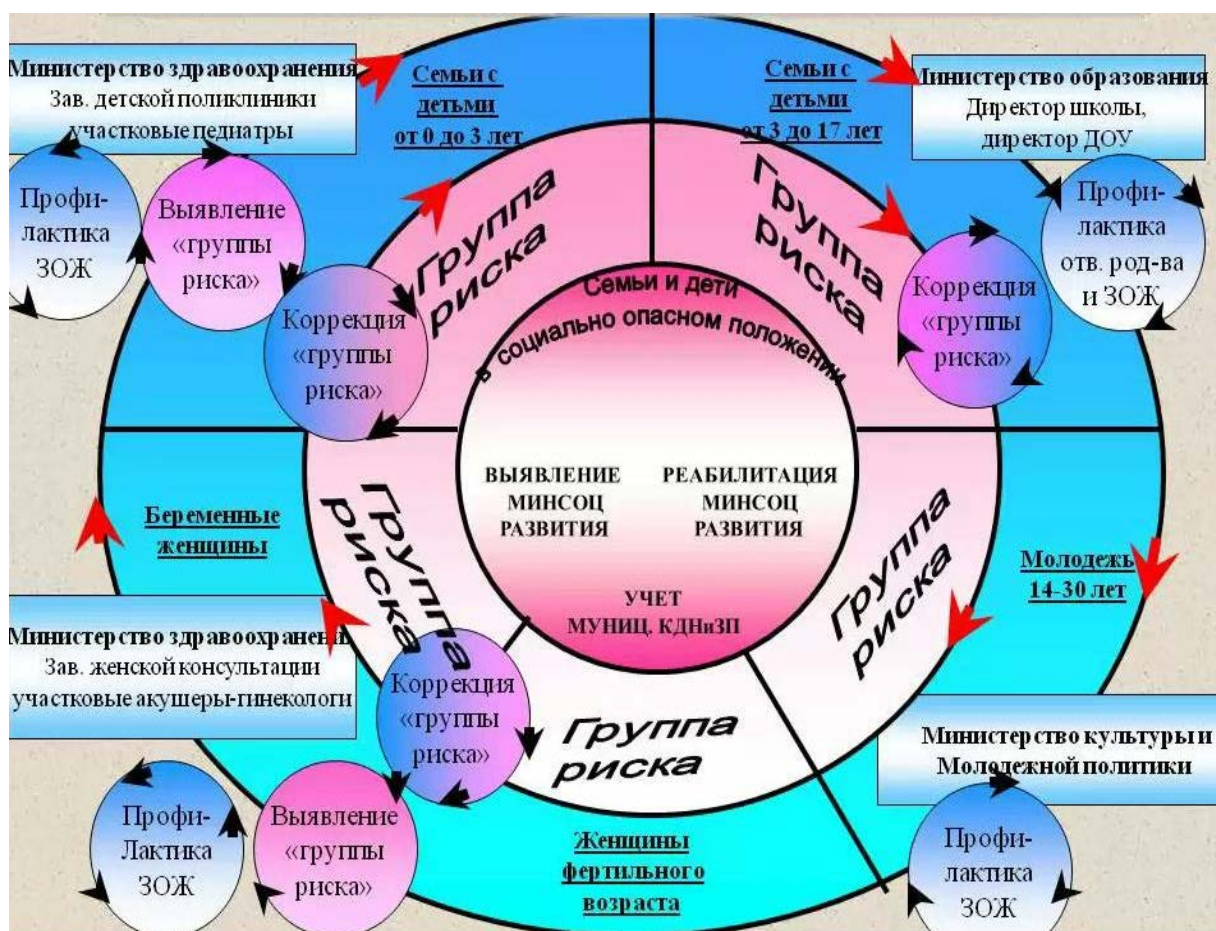 Министерство здравоохранения
Зав. детской поликлиники
участковые педиатры
Профи-
лактика
ЗОЖ
Выявление
«группы
риска»
Коррекция
«группы
риска»
Семьи с
детьми
от 0 до 3 лет
Группа
риска
Семьи с
детьми
от 3 до 17 лет
Группа
риска
Министерство образования
Директор школы,
директор ДОУ
Профи-
лактика
отв. род-ва
и ЗОЖ
Коррекция
«группы
риска»
Семьи и дети
в социально опасном положении
ВЫЯВЛЕНИЕ
МИНСОЦ
РАЗВИТИЯ
РЕАБИЛИТАЦИЯ
МИНСОЦ
РАЗВИТИЯ
УЧЕТ
МУНИЦ. КДНиЗП
Беременные
женщины
Группа
риска
Группа
риска
Молодежь
14-30 лет
Министерство здравоохранения
Зав. женской консультации
участковые акушеры-гинекологи
Коррекция
«группы
риска»
Группа
риска
Министерство культуры и
Молодежной политики
Профи-
Лактика
ЗОЖ
Выявление
«группы
риска»
Женщины
фертильного
возраста
Профи-
лактика
ЗОЖ